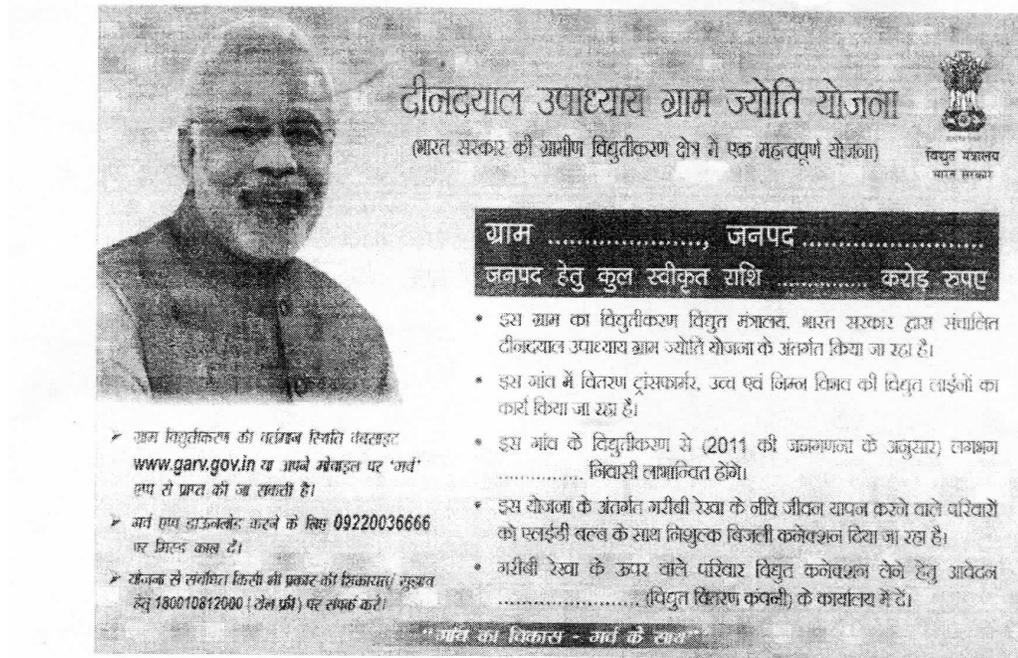 दीनदयाल उपाध्याय ग्राम ज्योति योजना
(भारत सरकार की ग्रामीण विद्युतीकरण क्षेत्र में एक महत्वपूर्ण योजना)
विद्युत मंत्रालय
भारत सरकार
ग्राम ...................., जनपद ........................
जनपद हेतु कुल स्वीकृत राशि .............. करोड़ रुपए
• इस ग्राम का विद्युतीकरण विद्युत मंत्रालय, भारत सरकार द्वारा संचालित
दीनदयाल उपाध्याय ग्राम ज्योति योजना के अंतर्गत किया जा रहा है।
• इस गांव में वितरण ट्रांसफार्मर, उच्च एवं निम्न विभव की विद्युत लाईनों का
कार्य किया जा रहा है।
• इस गांव के विद्युतीकरण से (2011 की जनगणना के अनुसार) लगभग
................ निवासी लाभान्वित होंगे।
• इस योजना के अंतर्गत गरीबी रेखा के नीचे जीवन यापन करने वाले परिवारों
को एलईडी बल्ब के साथ निशुल्क बिजली कनेक्शन दिया जा रहा है।
• गरीबी रेखा के ऊपर वाले परिवार विद्युत कनेक्शन लेने हेतु आवेदन
.......................... (विद्युत वितरण कंपनी) के कार्यालय में दें।
➤ ग्राम विद्युतीकरण की वर्तमान स्थिति वेबसाइट
www.garv.gov.in या अपने मोबाइल पर 'गर्व'
एप से प्राप्त की जा सकती है।
➤ गर्व एप डाऊनलोड करने के लिए 09220036666
पर मिस्ड काल दें।
➤ योजना से संबंधित किसी भी प्रकार की शिकायत/ सुझाव
हेतु 180010812000 (टोल फ्री) पर संपर्क करें।
"गांव का विकास - गर्व के साथ"